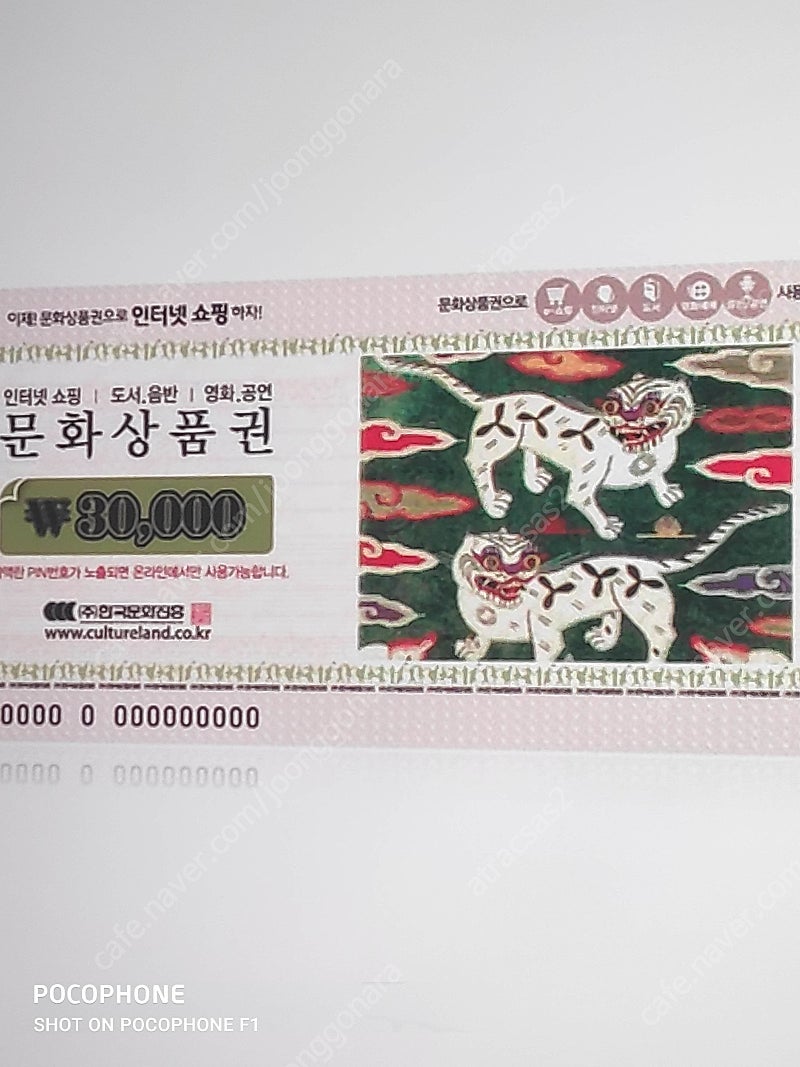 이제! 문화상품권으로 인터넷 쇼핑 하자!
문화상품권으로
인터넷 쇼핑 | 도서.음반 | 영화.공연
문화상품권
₩30,000
PIN번호가 노출되면 온라인에서만 사용가능합니다.
(주)한국문화진흥
www.cultureland.co.kr
0000 0 000000000
0000 0 000000000
cafe.naver.com/joonggonara
attacsas2
POCOPHONE
SHOT ON POCOPHONE F1